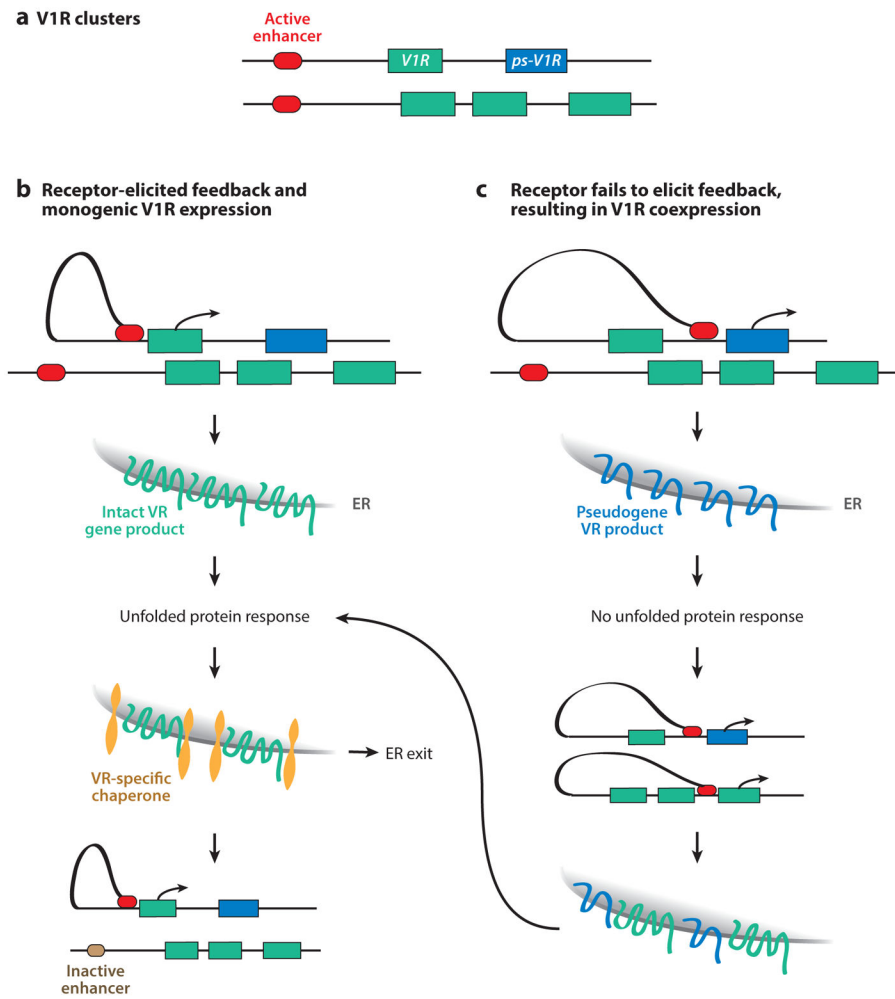 a V1R clusters
Active
enhancer
V1R
ps-V1R
b Receptor-elicited feedback and
monogenic V1R expression
c Receptor fails to elicit feedback,
resulting in V1R coexpression
Intact VR
gene product
ER
Pseudogene
VR product
ER
Unfolded protein response
No unfolded protein response
VR-specific
chaperone
ER exit
Inactive
enhancer